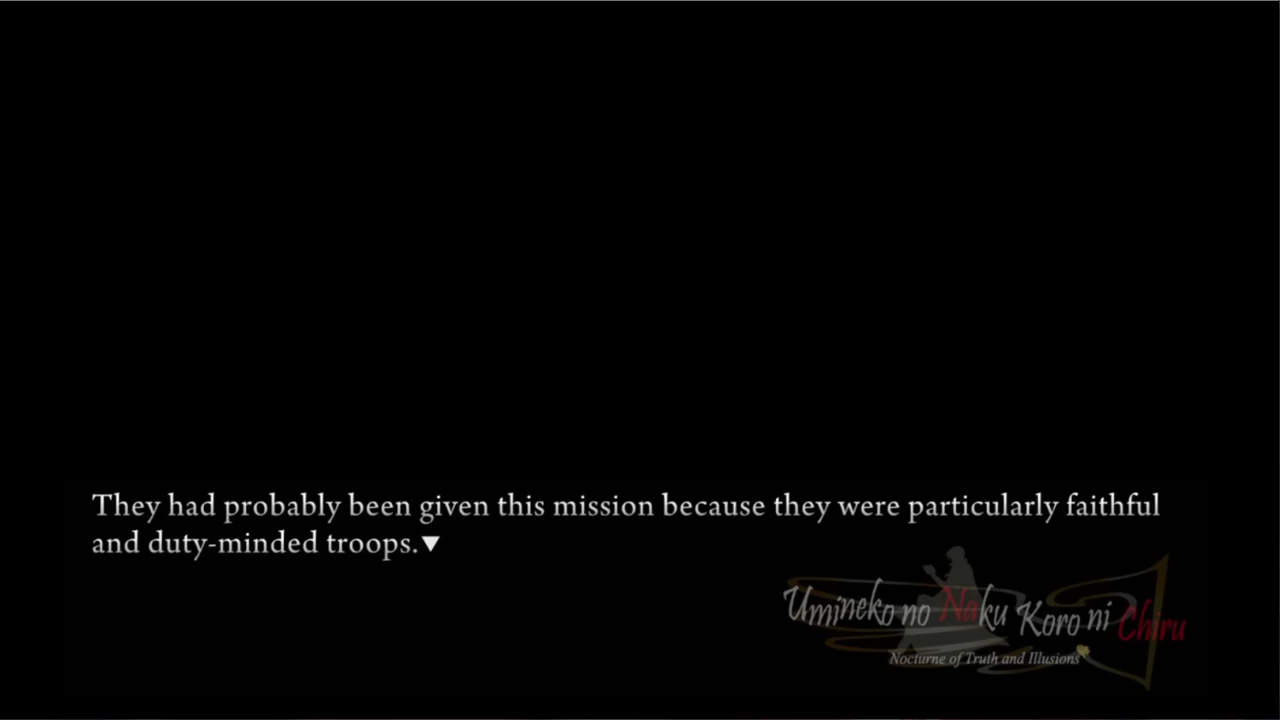 They had probably been given this mission because they were particularly faithful
and duty-minded troops.
Umineko no Naku Koro ni Chiru
Nocturne of Truth and Illusions